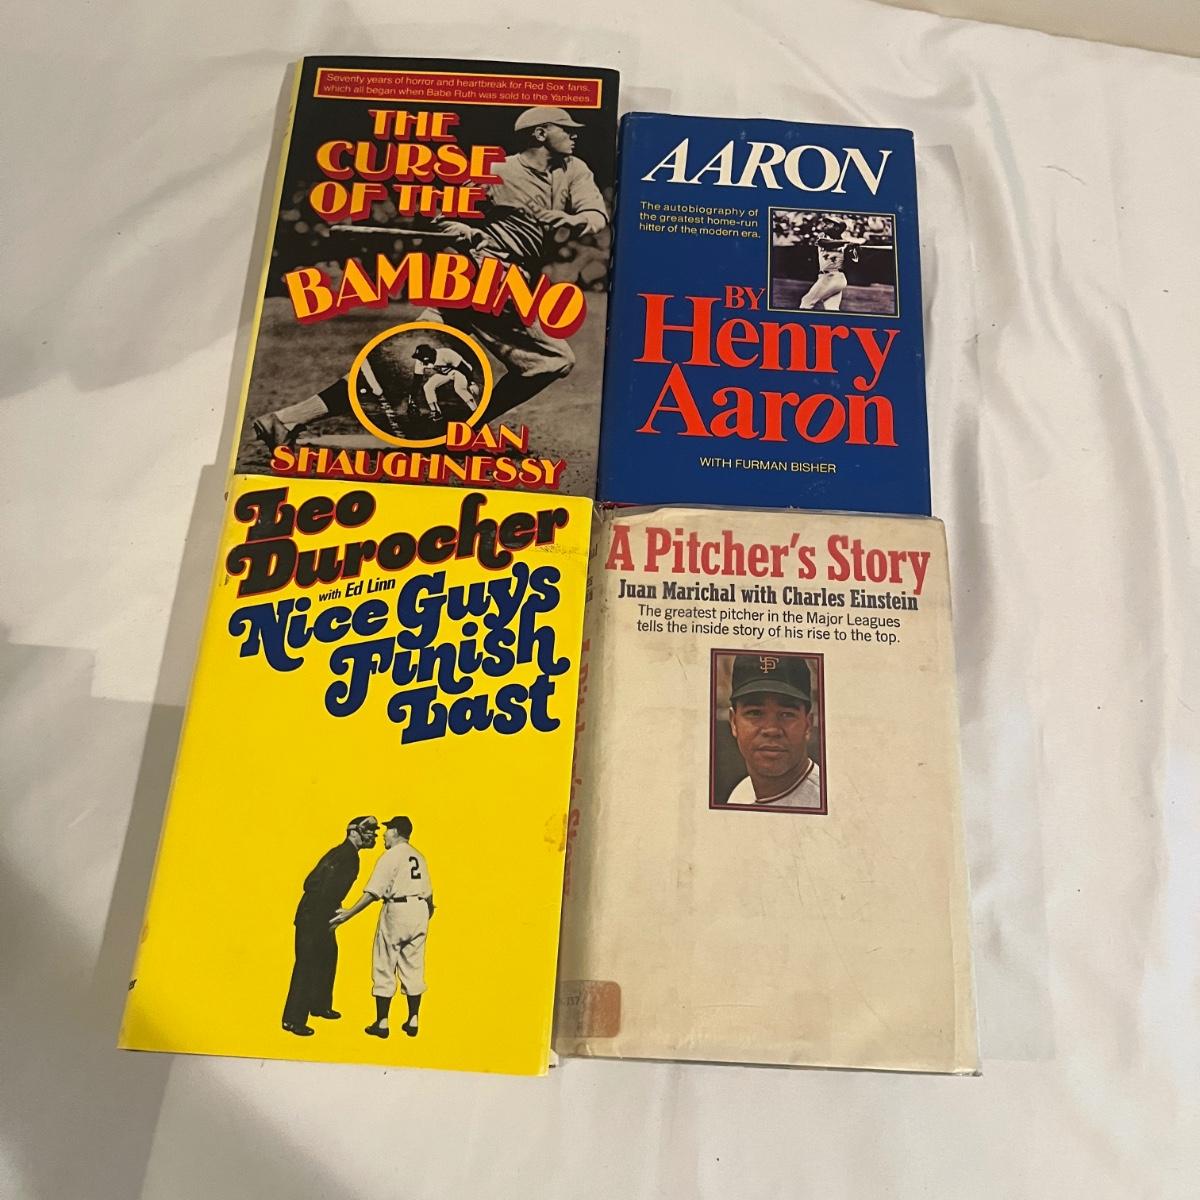 Seventy years of horror and heartbreak for Red Sox fans,
which all began when Babe Ruth was sold to the Yankees.
THE
CURSE
OF THE
BAMBINO
DAN
SHAUGHNESSY
AARON
The autobiography of
the greatest home-run
hitter of the modern era.
44
BY
Henry
Aaron
WITH FURMAN BISHER
Leo
Durocher
with Ed Linn
Nice Guys
Finish
Last
2
A Pitcher's Story
Juan Marichal with Charles Einstein
The greatest pitcher in the Major Leagues
tells the inside story of his rise to the top.
SF